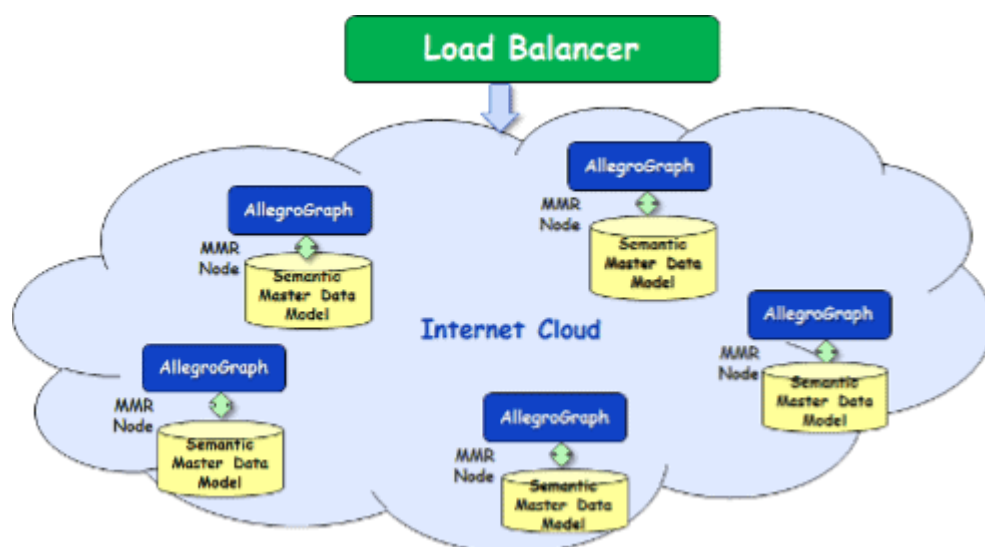 Load Balancer
AllegroGraph
MMR
Node
Semantic
Master Data
Model
AllegroGraph
MMR
Node
Semantic
Master Data
Model
Internet Cloud
AllegroGraph
MMR
Node
Semantic
Master Data
Model
AllegroGraph
MMR
Node
Semantic
Master Data
Model
AllegroGraph
MMR
Node
Semantic
Master Data
Model